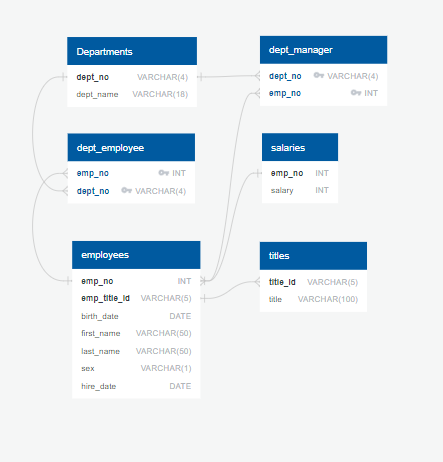 Departments
dept_no VARCHAR(4)
dept_name VARCHAR(18)
dept_manager
dept_no VARCHAR(4)
emp_no INT
dept_employee
emp_no INT
dept_no VARCHAR(4)
salaries
emp_no INT
salary INT
employees
emp_no INT
emp_title_id VARCHAR(5)
birth_date DATE
first_name VARCHAR(50)
last_name VARCHAR(50)
sex VARCHAR(1)
hire_date DATE
titles
title_id VARCHAR(5)
title VARCHAR(100)